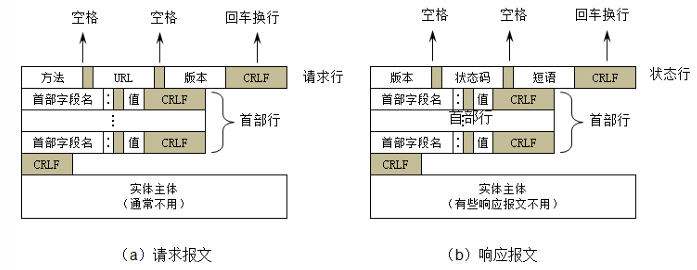 空格 空格 回车换行
方法 URL 版本 CRLF 请求行
首部字段名 : 值 CRLF
⋮ 首部行
首部字段名 : 值 CRLF
CRLF
实体主体
(通常不用)
(a) 请求报文
空格 空格 回车换行
版本 状态码 短语 CRLF 状态行
首部字段名 : 值 CRLF
首部行 ⋮ 首部行
首部字段名 : 值 CRLF
CRLF
实体主体
(有些响应报文不用)
(b) 响应报文